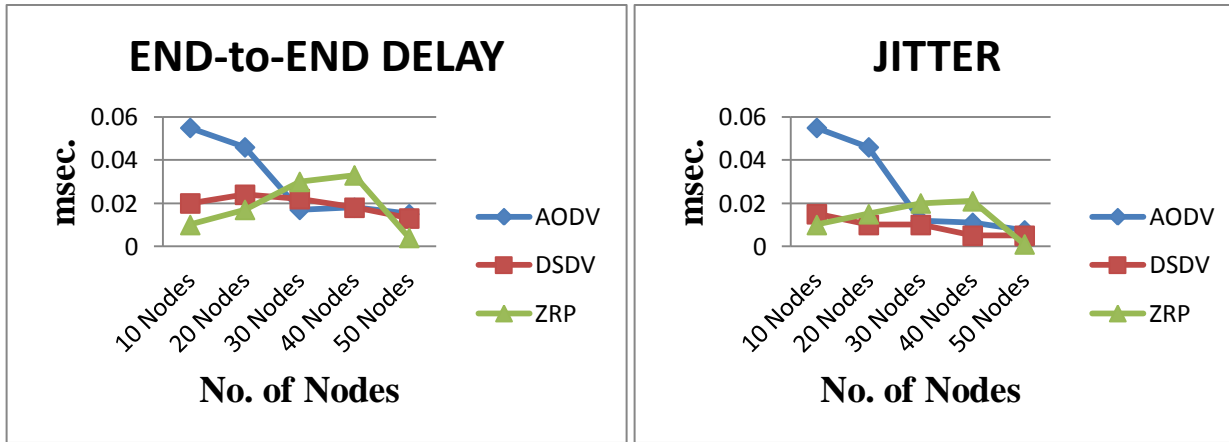 END-to-END DELAY
msec.
0.06
0.04
0.02
0
10 Nodes
20 Nodes
30 Nodes
40 Nodes
50 Nodes
No. of Nodes
AODV
DSDV
ZRP
JITTER
msec.
0.06
0.04
0.02
0
10 Nodes
20 Nodes
30 Nodes
40 Nodes
50 Nodes
No. of Nodes
AODV
DSDV
ZRP